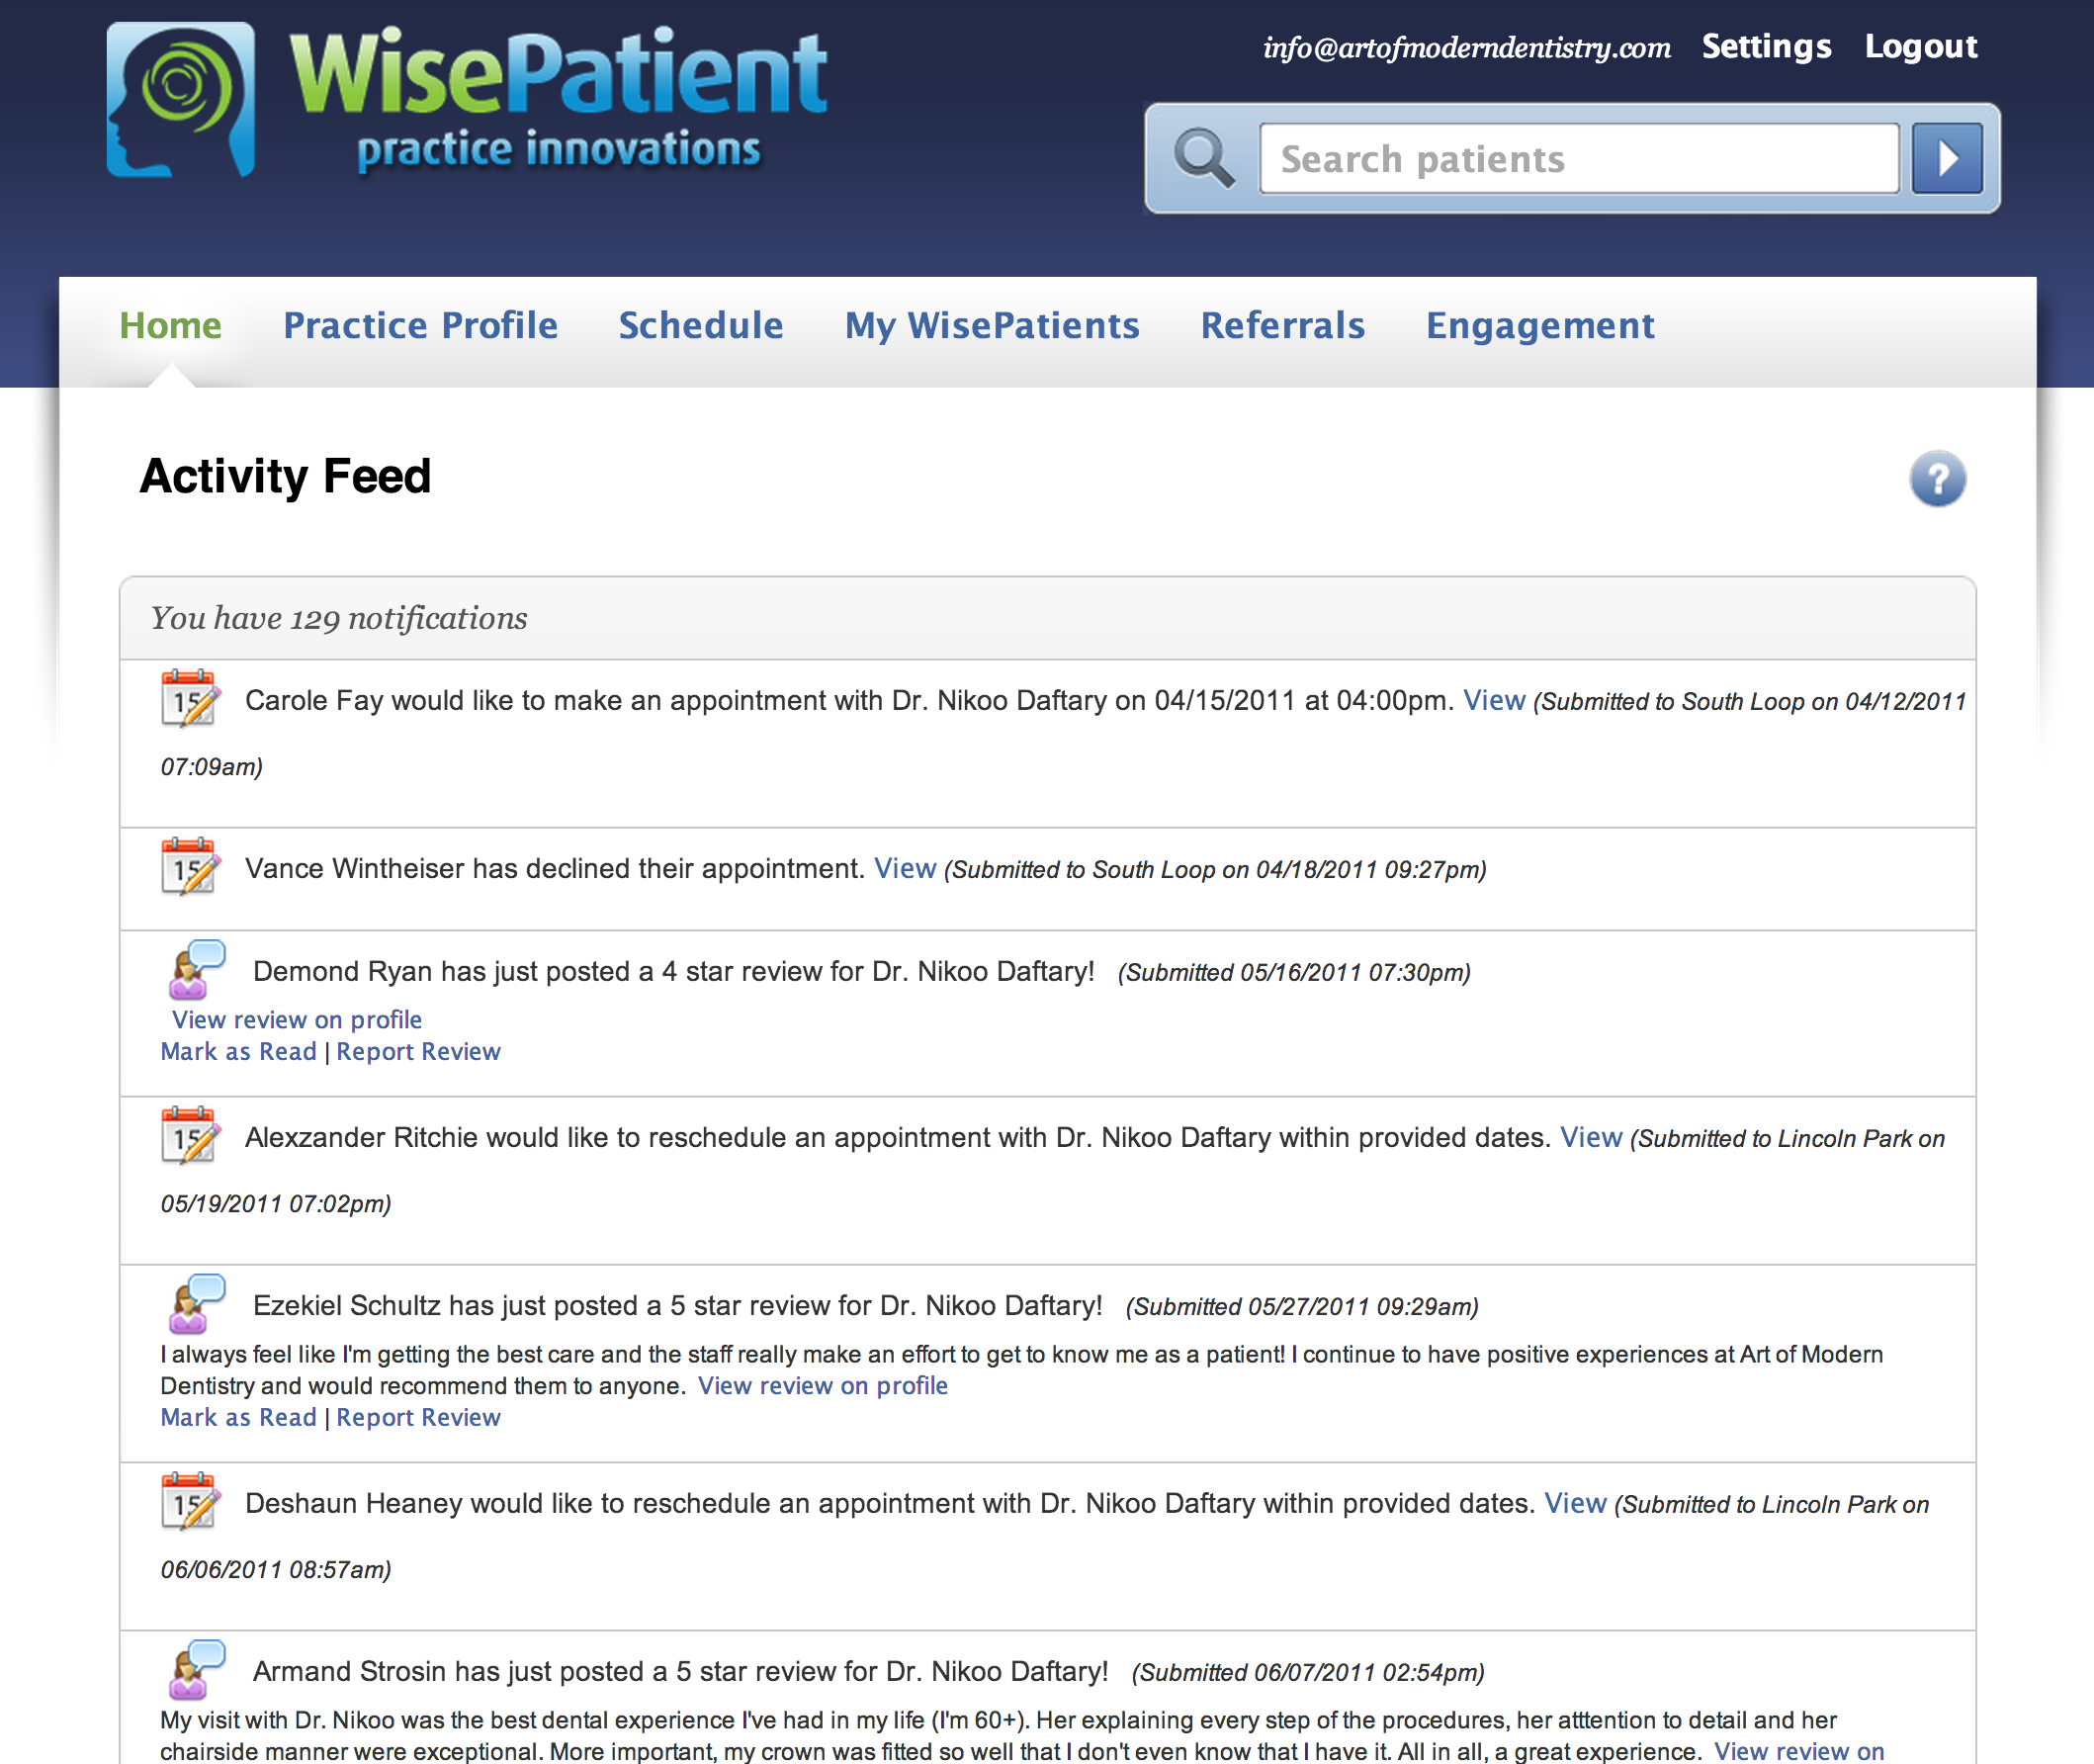 WisePatient
practice innovations
info@artofmoderndentistry.com Settings Logout
Search patients
Home Practice Profile Schedule My WisePatients Referrals Engagement
Activity Feed
?
You have 129 notifications
15 Carole Fay would like to make an appointment with Dr. Nikoo Daftary on 04/15/2011 at 04:00pm. View (Submitted to South Loop on 04/12/2011
07:09am)
15 Vance Wintheiser has declined their appointment. View (Submitted to South Loop on 04/18/2011 09:27pm)
Demond Ryan has just posted a 4 star review for Dr. Nikoo Daftary! (Submitted 05/16/2011 07:30pm)
View review on profile
Mark as Read | Report Review
15 Alexzander Ritchie would like to reschedule an appointment with Dr. Nikoo Daftary within provided dates. View (Submitted to Lincoln Park on
05/19/2011 07:02pm)
Ezekiel Schultz has just posted a 5 star review for Dr. Nikoo Daftary! (Submitted 05/27/2011 09:29am)
I always feel like I'm getting the best care and the staff really make an effort to get to know me as a patient! I continue to have positive experiences at Art of Modern
Dentistry and would recommend them to anyone. View review on profile
Mark as Read | Report Review
15 Deshaun Heaney would like to reschedule an appointment with Dr. Nikoo Daftary within provided dates. View (Submitted to Lincoln Park on
06/06/2011 08:57am)
Armand Strosin has just posted a 5 star review for Dr. Nikoo Daftary! (Submitted 06/07/2011 02:54pm)
My visit with Dr. Nikoo was the best dental experience I've had in my life (I'm 60+). Her explaining every step of the procedures, her atttention to detail and her
chairside manner were exceptional. More important, my crown was fitted so well that I don't even know that I have it. All in all, a great experience. View review on